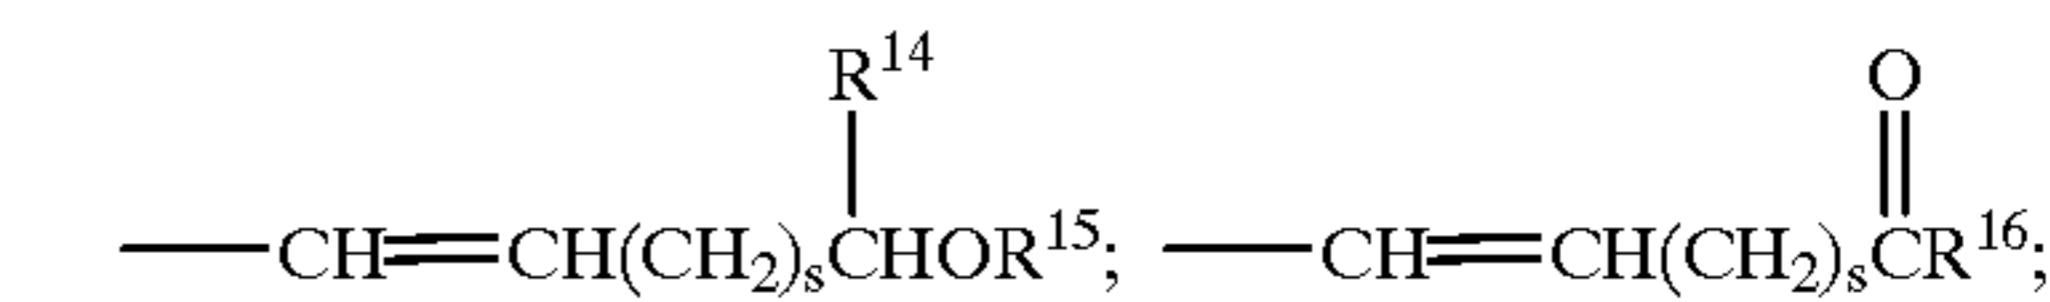 R¹⁴ O
—CH=CH(CH₂)ₛCHOR¹⁵; —CH=CH(CH₂)ₛCR¹⁶;